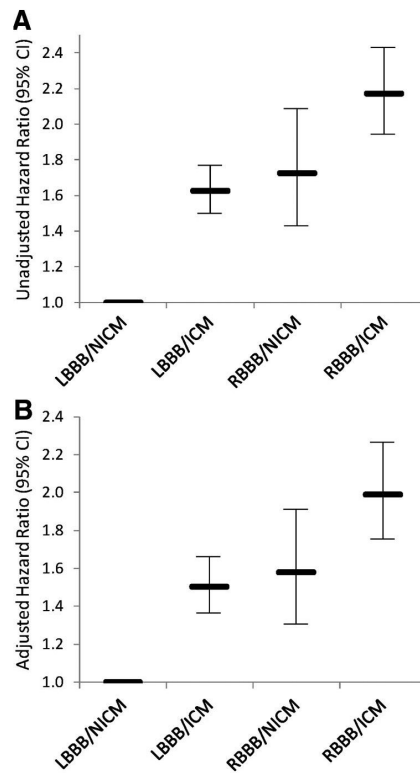 A
Unadjusted Hazard Ratio (95% CI)
2.4
2.2
2.0
1.8
1.6
1.4
1.2
1.0
LBBB/NICM
LBBB/ICM
RBBB/NICM
RBBB/ICM
B
Adjusted Hazard Ratio (95% CI)
2.4
2.2
2.0
1.8
1.6
1.4
1.2
1.0
LBBB/NICM
LBBB/ICM
RBBB/NICM
RBBB/ICM